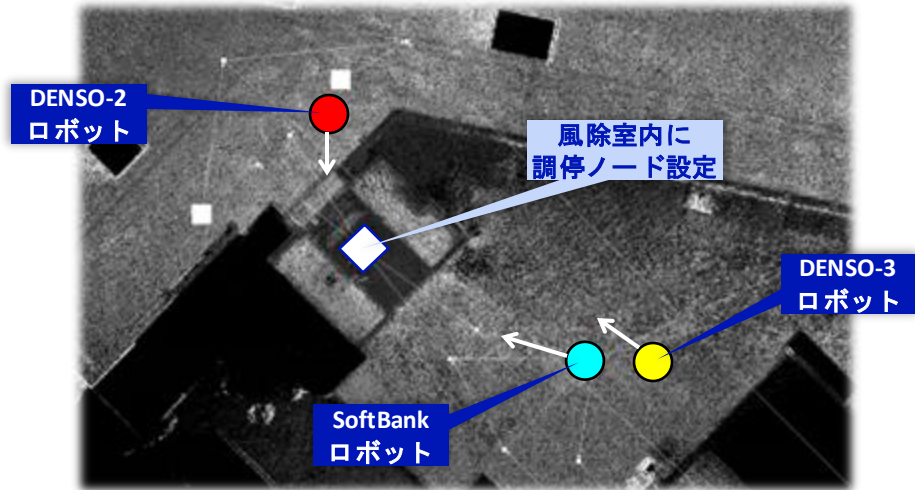 DENSO-2
ロボット
風除室内に
調停ノード設定
DENSO-3
ロボット
SoftBank
ロボット